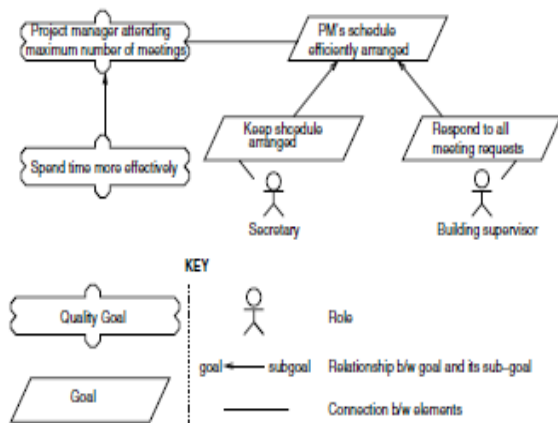 Project manager attending
maximum number of meetings
PM's schedule
efficiently arranged
Keep shcedule
arranged
Respond to all
meeting requests
Spend time more effectively
Secretary
Building supervisor
KEY
Quality Goal
Role
goal
subgoal
Relationship b/w goal and its sub-goal
Goal
Connection b/w elements